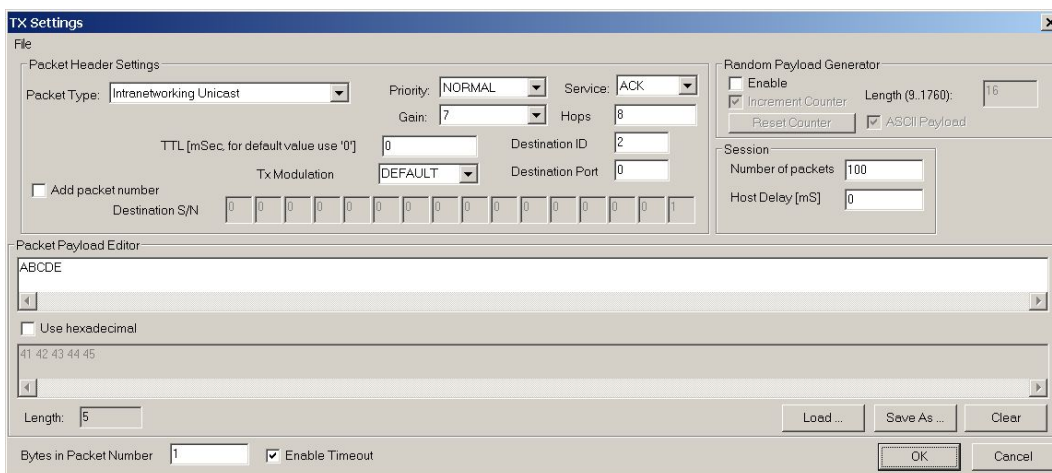 TX Settings
File
Packet Header Settings
Packet Type: Intranetworking Unicast
Priority: NORMAL Service: ACK
Gain: 7 Hops 8
TTL [mSec, for default value use '0'] 0 Destination ID 2
Tx Modulation DEFAULT Destination Port 0
Add packet number
Destination S/N 0 0 0 0 0 0 0 0 0 0 0 0 0 0 0 1
Random Payload Generator
Enable
Increment Counter Length (9..1760): 16
Reset Counter ASCII Payload
Session
Number of packets 100
Host Delay [mS] 0
Packet Payload Editor
ABCDE
Use hexadecimal
41 42 43 44 45
Length: 5 Load ... Save As ... Clear
Bytes in Packet Number 1 Enable Timeout OK Cancel